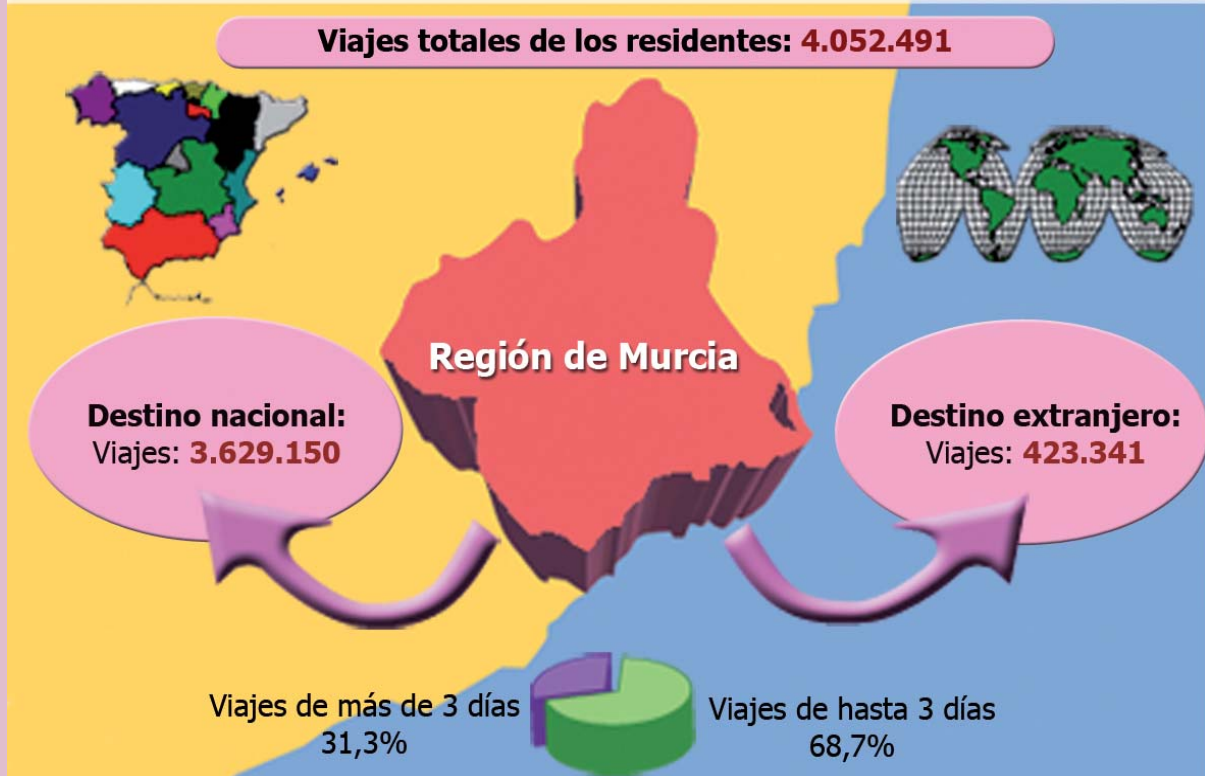 Viajes totales de los residentes: 4.052.491
Región de Murcia
Destino nacional:
Viajes: 3.629.150
Destino extranjero:
Viajes: 423.341
Viajes de más de 3 días
31,3%
Viajes de hasta 3 días
68,7%